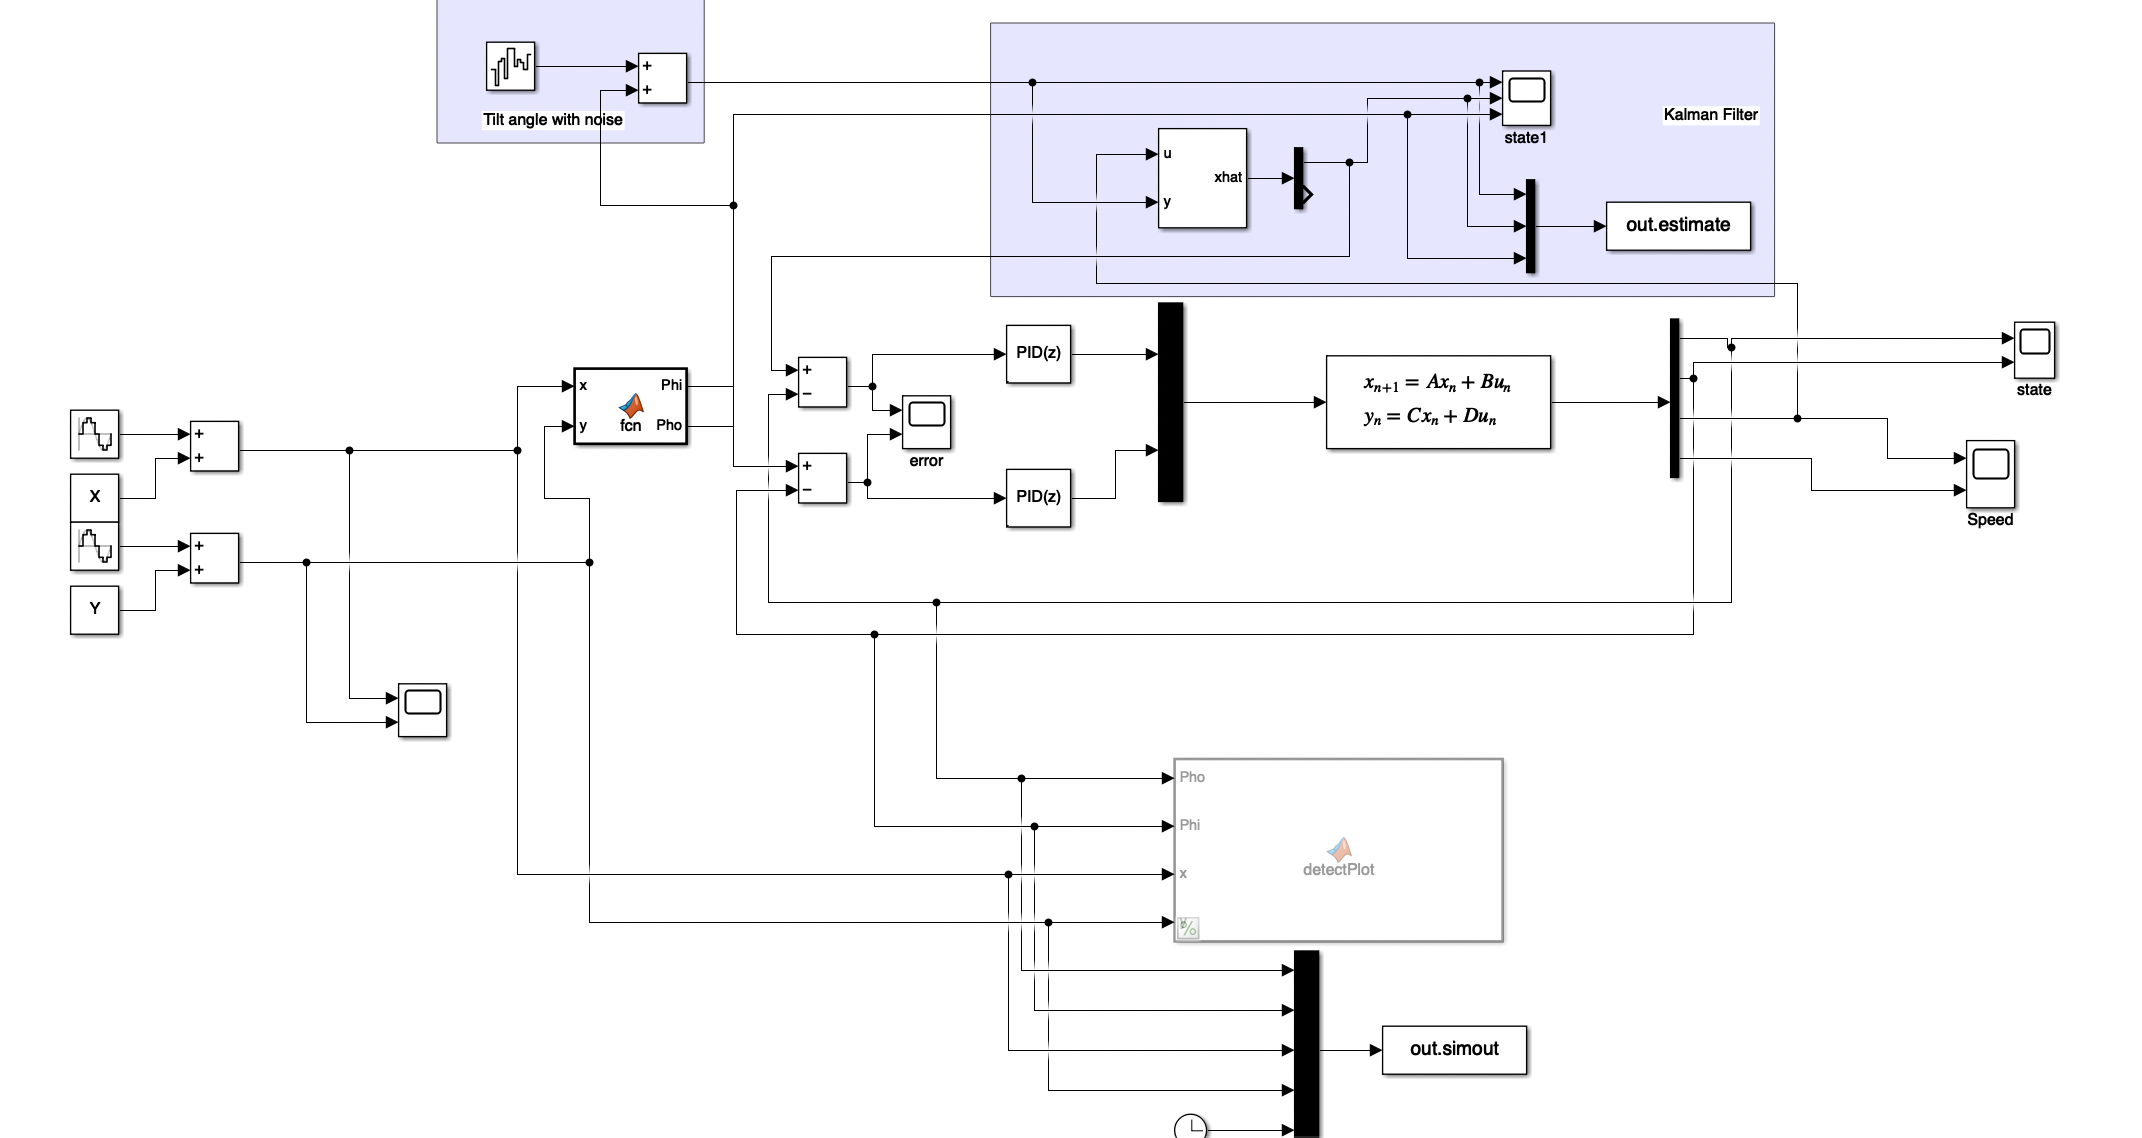 +
+
Tilt angle with noise
Kalman Filter
state1
u
xhat
y
out.estimate
+
−
PID(z)
x
Phi
y
fcn
Pho
error
x_{n+1} = Ax_n + Bu_n
y_n = Cx_n + Du_n
state
+
+
+
−
X
PID(z)
Speed
+
+
Y
Pho
Phi
detectPlot
x
out.simout